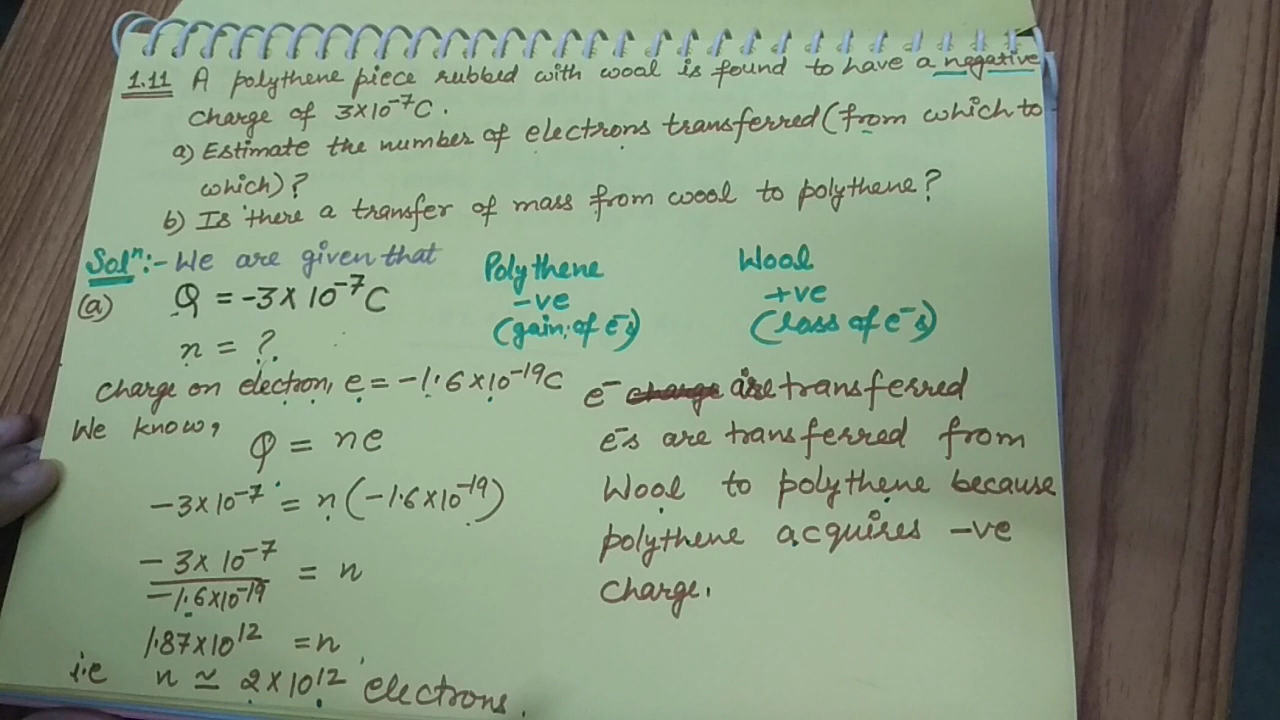 1.11 A polythene piece rubbed with wool is found to have a negative
charge of 3×10⁻⁷C.
a) Estimate the number of electrons transferred (from which to
which)?
b) Is there a transfer of mass from wool to polythene?
Solⁿ:- We are given that
(a) Q = -3×10⁻⁷C
n = ?
Polythene
-ve
(gain of e⁻s)
Wool
+ve
(loss of e⁻s)
Charge on electron, e = -1.6×10⁻¹⁹C
We know,
Q = ne
-3×10⁻⁷ = n(-1.6×10⁻¹⁹)
-3×10⁻⁷ / -1.6×10⁻¹⁹ = n
1.87×10¹² = n
i.e n ≃ 2×10¹² electrons.
e⁻ charge are transferred
e⁻s are transferred from
Wool to polythene because
polythene acquires -ve
charge.